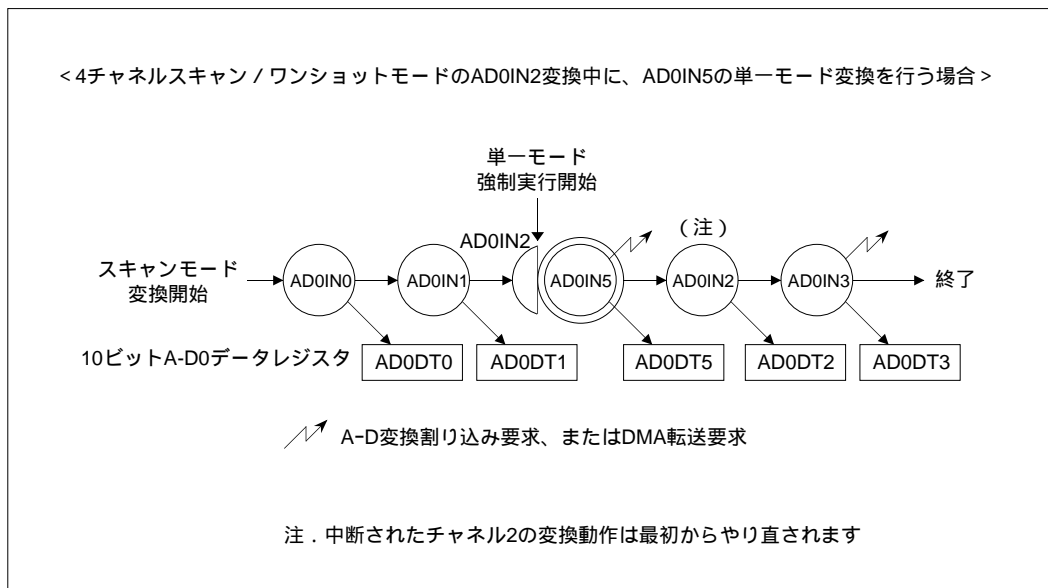 <4チャネルスキャン/ワンショットモードのAD0IN2変換中に、AD0IN5の単一モード変換を行う場合>
単一モード
強制実行開始
AD0IN2
(注)
スキャンモード
変換開始
AD0IN0
AD0IN1
AD0IN5
AD0IN2
AD0IN3
終了
10ビットA-D0データレジスタ
AD0DT0
AD0DT1
AD0DT5
AD0DT2
AD0DT3
A-D変換割り込み要求、またはDMA転送要求
注.中断されたチャネル2の変換動作は最初からやり直されます